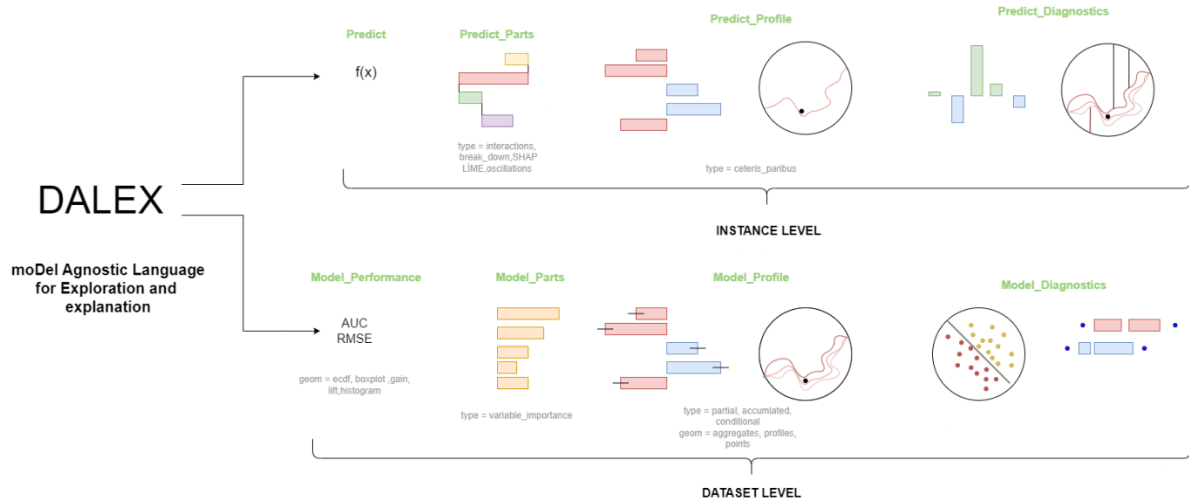 Predict
Predict_Parts
Predict_Profile
Predict_Diagnostics
f(x)
type = interactions,
break_down,SHAP
LIME,oscillations
type = ceteris_paribus
INSTANCE LEVEL
DALEX
moDel Agnostic Language
for Exploration and
explanation
Model_Performance
Model_Parts
Model_Profile
Model_Diagnostics
AUC
RMSE
geom = ecdf, boxplot ,gain,
lift,histogram
type = variable_importance
type = partial, accumlated,
conditional
geom = aggregates, profiles,
points
DATASET LEVEL